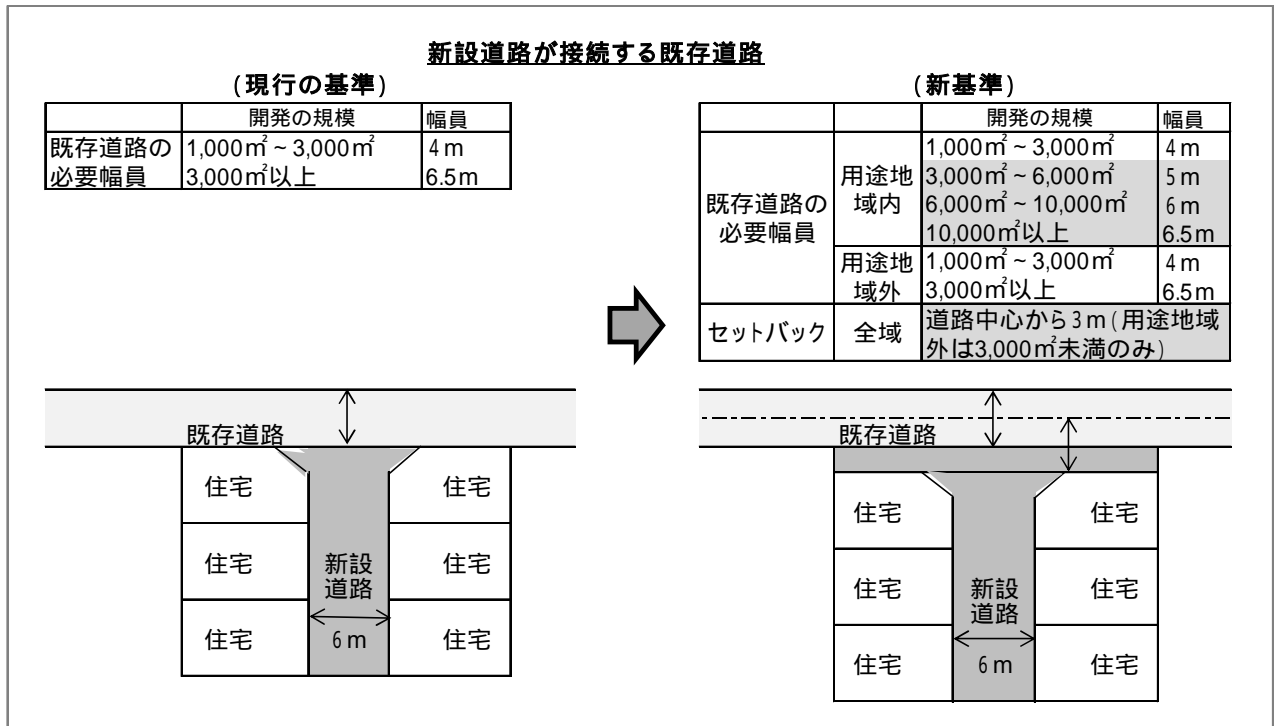 新設道路が接続する既存道路
(現行の基準)
開発の規模 幅員
既存道路の 1,000㎡~3,000㎡ 4m
必要幅員 3,000㎡以上 6.5m
(新基準)
開発の規模 幅員
既存道路の
必要幅員
用途地
域内
1,000㎡~3,000㎡ 4m
3,000㎡~6,000㎡ 5m
6,000㎡~10,000㎡ 6m
10,000㎡以上 6.5m
用途地
域外
1,000㎡~3,000㎡ 4m
3,000㎡以上 6.5m
セットバック 全域
道路中心から3m(用途地域
外は3,000㎡未満のみ)
既存道路
住宅 住宅
住宅 住宅
新設
道路
6m
住宅 住宅
既存道路
住宅 住宅
住宅 住宅
新設
道路
6m
住宅 住宅